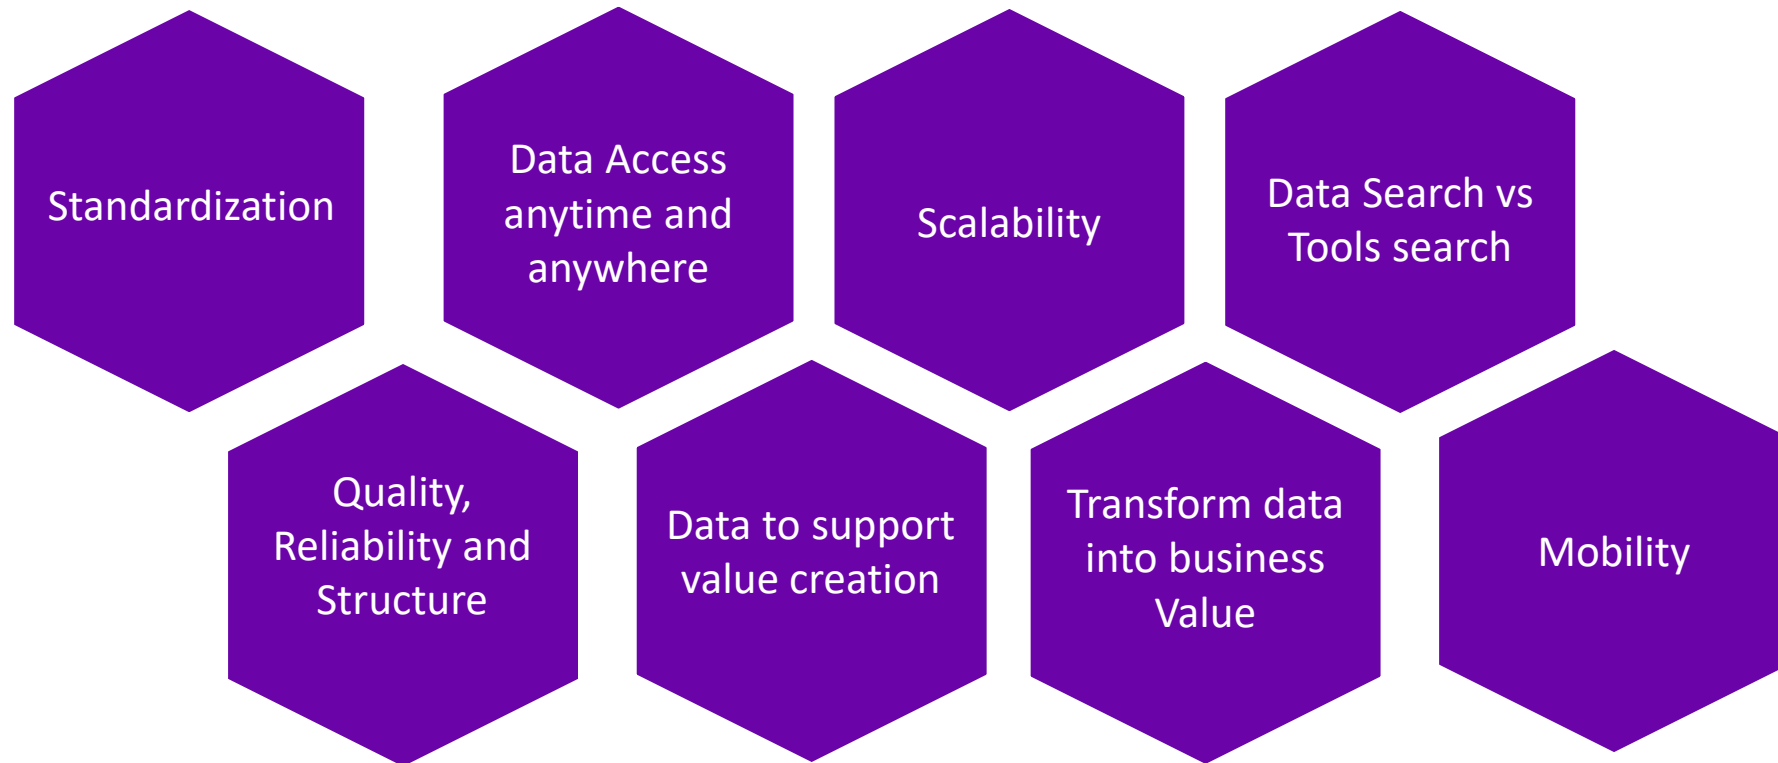 Standardization
Data Access
anytime and
anywhere
Scalability
Data Search vs
Tools search
Quality,
Reliability and
Structure
Data to support
value creation
Transform data
into business
Value
Mobility